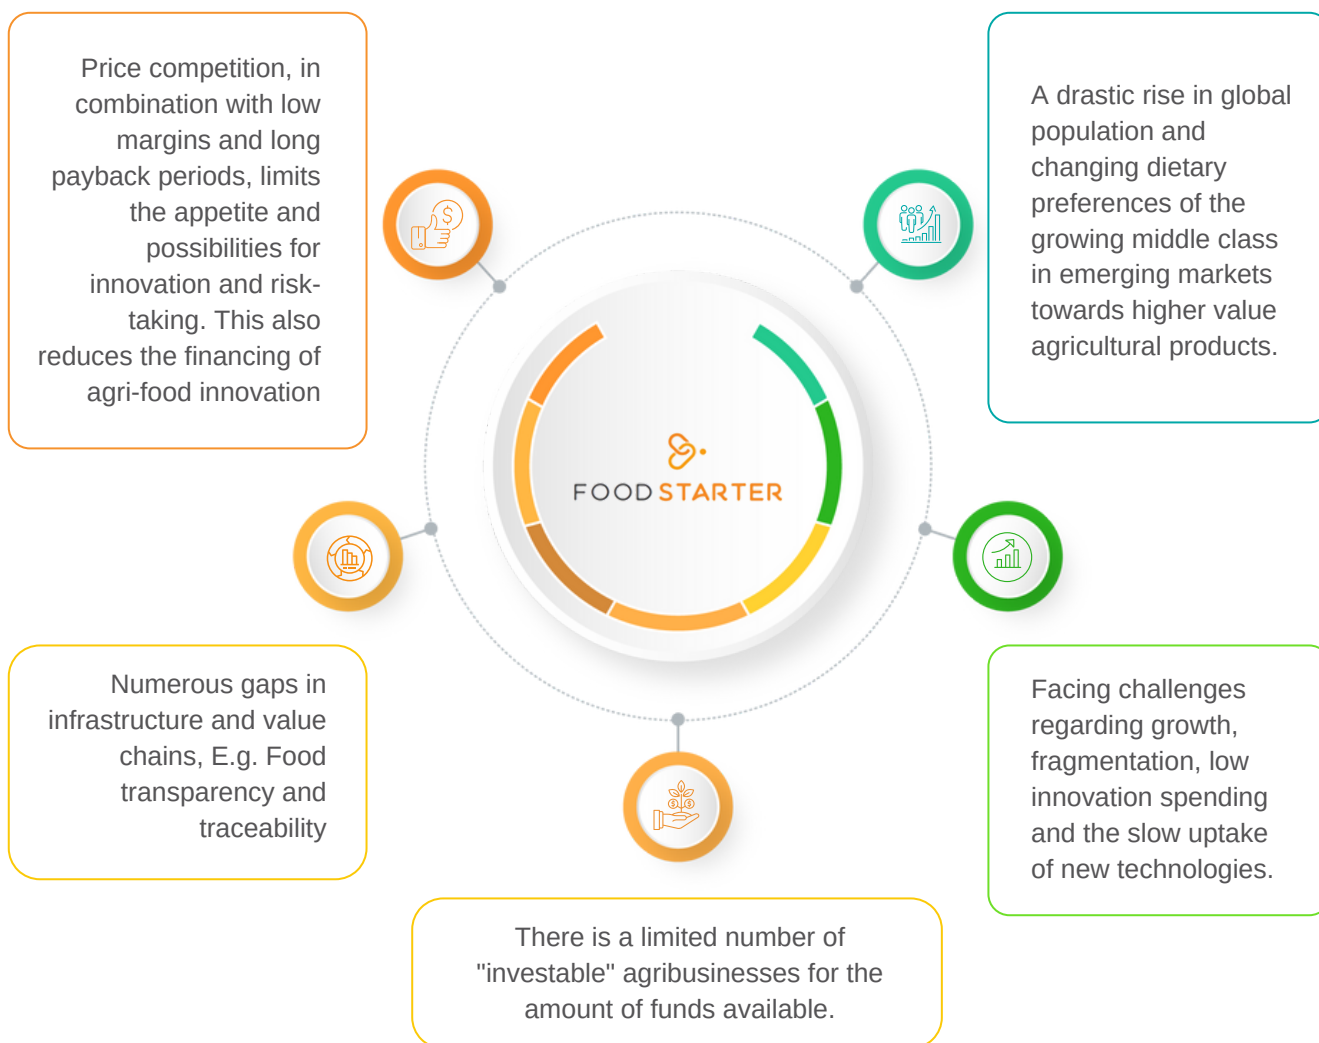 Price competition, in
combination with low
margins and long
payback periods, limits
the appetite and
possibilities for
innovation and risk-
taking. This also
reduces the financing of
agri-food innovation
A drastic rise in global
population and
changing dietary
preferences of the
growing middle class
in emerging markets
towards higher value
agricultural products.
FOOD STARTER
Numerous gaps in
infrastructure and value
chains, E.g. Food
transparency and
traceability
Facing challenges
regarding growth,
fragmentation, low
innovation spending
and the slow uptake
of new technologies.
There is a limited number of
"investable" agribusinesses for the
amount of funds available.